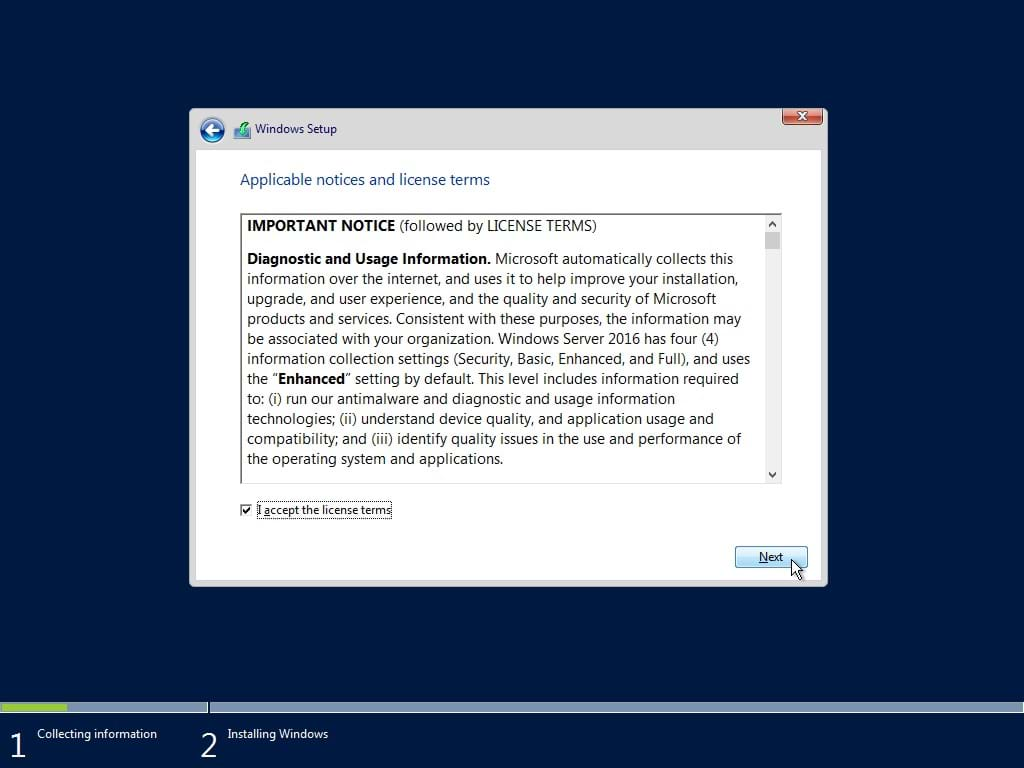 Windows Setup
Applicable notices and license terms
IMPORTANT NOTICE (followed by LICENSE TERMS)
Diagnostic and Usage Information. Microsoft automatically collects this
information over the internet, and uses it to help improve your installation,
upgrade, and user experience, and the quality and security of Microsoft
products and services. Consistent with these purposes, the information may
be associated with your organization. Windows Server 2016 has four (4)
information collection settings (Security, Basic, Enhanced, and Full), and uses
the “Enhanced” setting by default. This level includes information required
to: (i) run our antimalware and diagnostic and usage information
technologies; (ii) understand device quality, and application usage and
compatibility; and (iii) identify quality issues in the use and performance of
the operating system and applications.
I accept the license terms
Next
1 Collecting information
2 Installing Windows